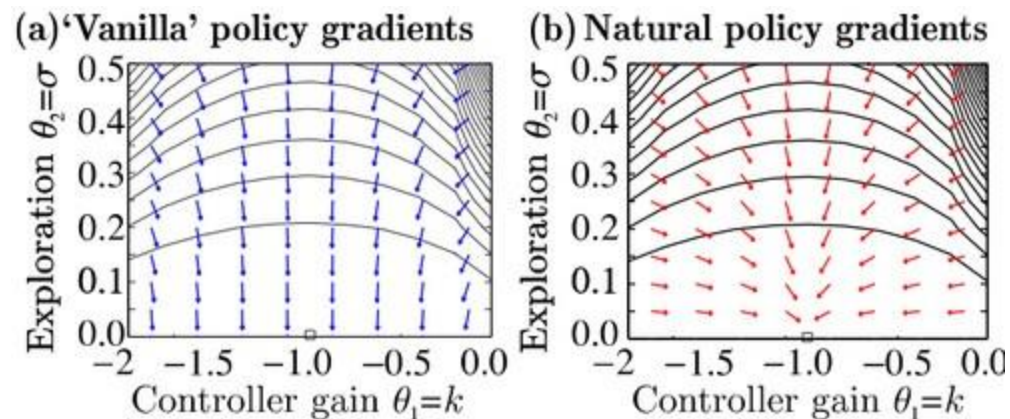 (a) 'Vanilla' policy gradients
Exploration θ₂=σ
0.5
0.4
0.3
0.2
0.1
0.0
−2 −1.5 −1.0 −0.5 0.0
Controller gain θ₁=k
(b) Natural policy gradients
Exploration θ₂=σ
0.5
0.4
0.3
0.2
0.1
0.0
−2 −1.5 −1.0 −0.5 0.0
Controller gain θ₁=k